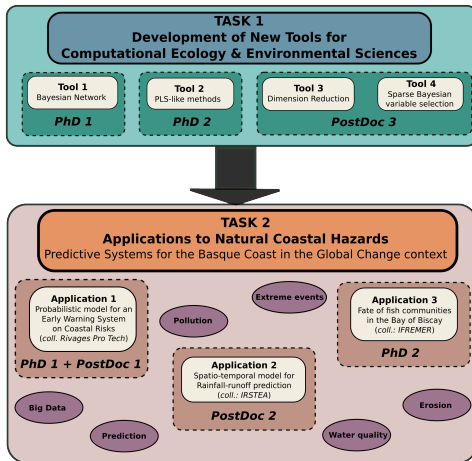 TASK 1
Development of New Tools for
Computational Ecology & Environmental Sciences
Tool 1
Bayesian Network
PhD 1
Tool 2
PLS-like methods
PhD 2
Tool 3
Dimension Reduction
Tool 4
Sparse Bayesian
variable selection
PostDoc 3
TASK 2
Applications to Natural Coastal Hazards
Predictive Systems for the Basque Coast in the Global Change context
Application 1
Probabilistic model for an
Early Warning System
on Coastal Risks
(coll. Rivages Pro Tech)
PhD 1 + PostDoc 1
Extreme events
Pollution
Application 3
Fate of fish communities
in the Bay of Biscay
(coll.: IFREMER)
PhD 2
Application 2
Spatio-temporal model for
Rainfall-runoff prediction
(coll.: IRSTEA)
PostDoc 2
Big Data
Prediction
Water quality
Erosion